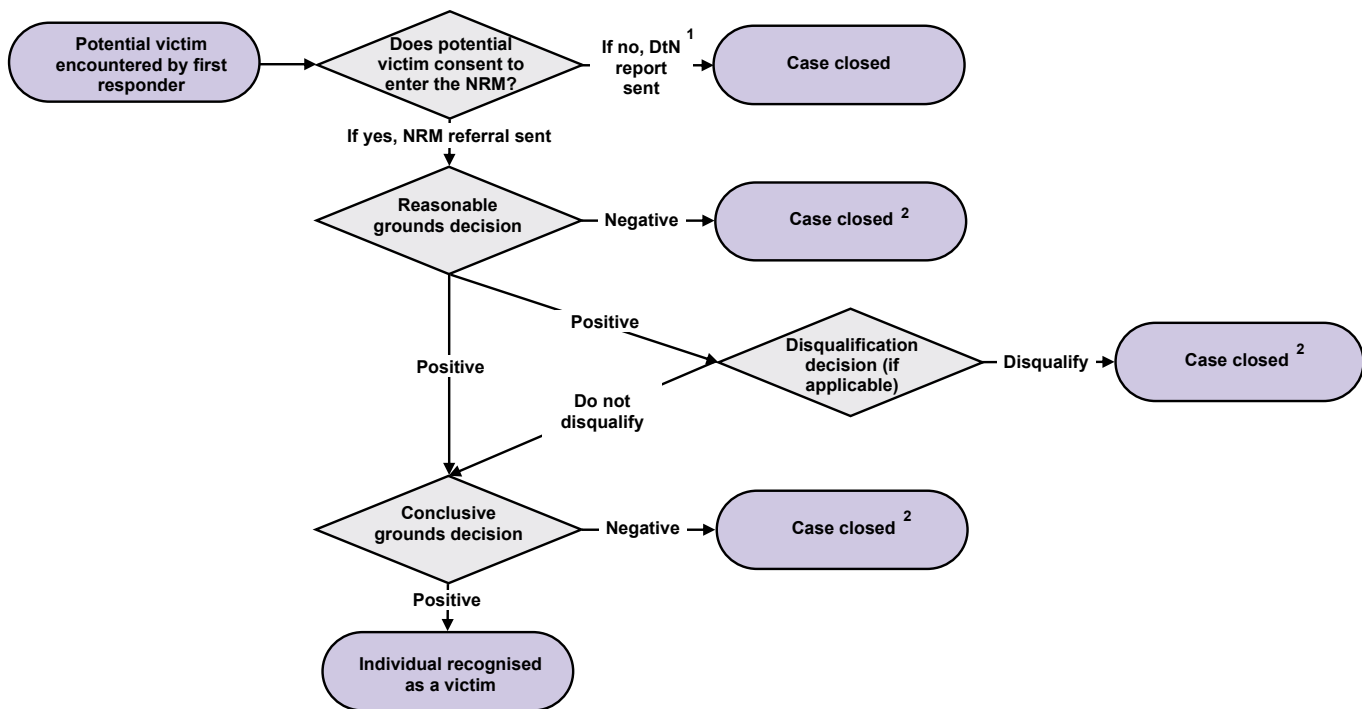 Potential victim
encountered by first
responder
Does potential
victim consent to
enter the NRM?
If no, DtN 1
report
sent
Case closed
If yes, NRM referral sent
Reasonable
grounds decision
Negative
Case closed 2
Positive
Positive
Disqualification
decision (if
applicable)
Disqualify
Case closed 2
Do not
disqualify
Conclusive
grounds decision
Negative
Case closed 2
Positive
Individual recognised
as a victim